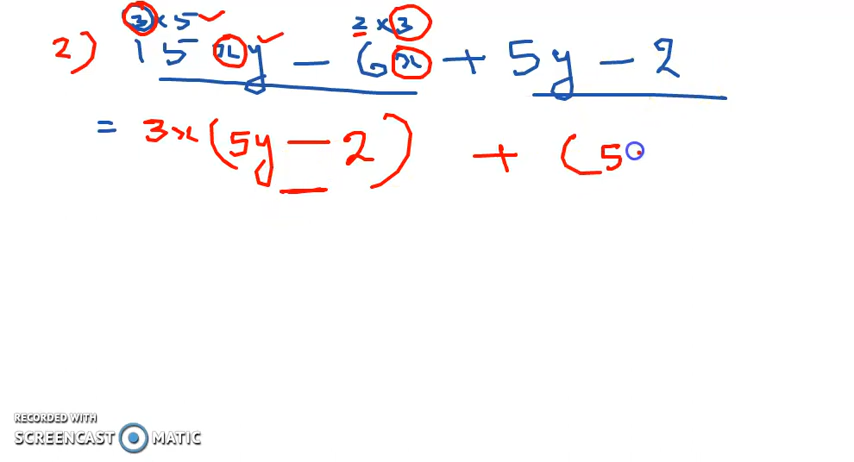 3 × 5 ✓ 2 × 3
2) 15xy ✓ - 6x + 5y - 2
= 3x(5y - 2) + (5
RECORDED WITH
SCREENCAST MATIC